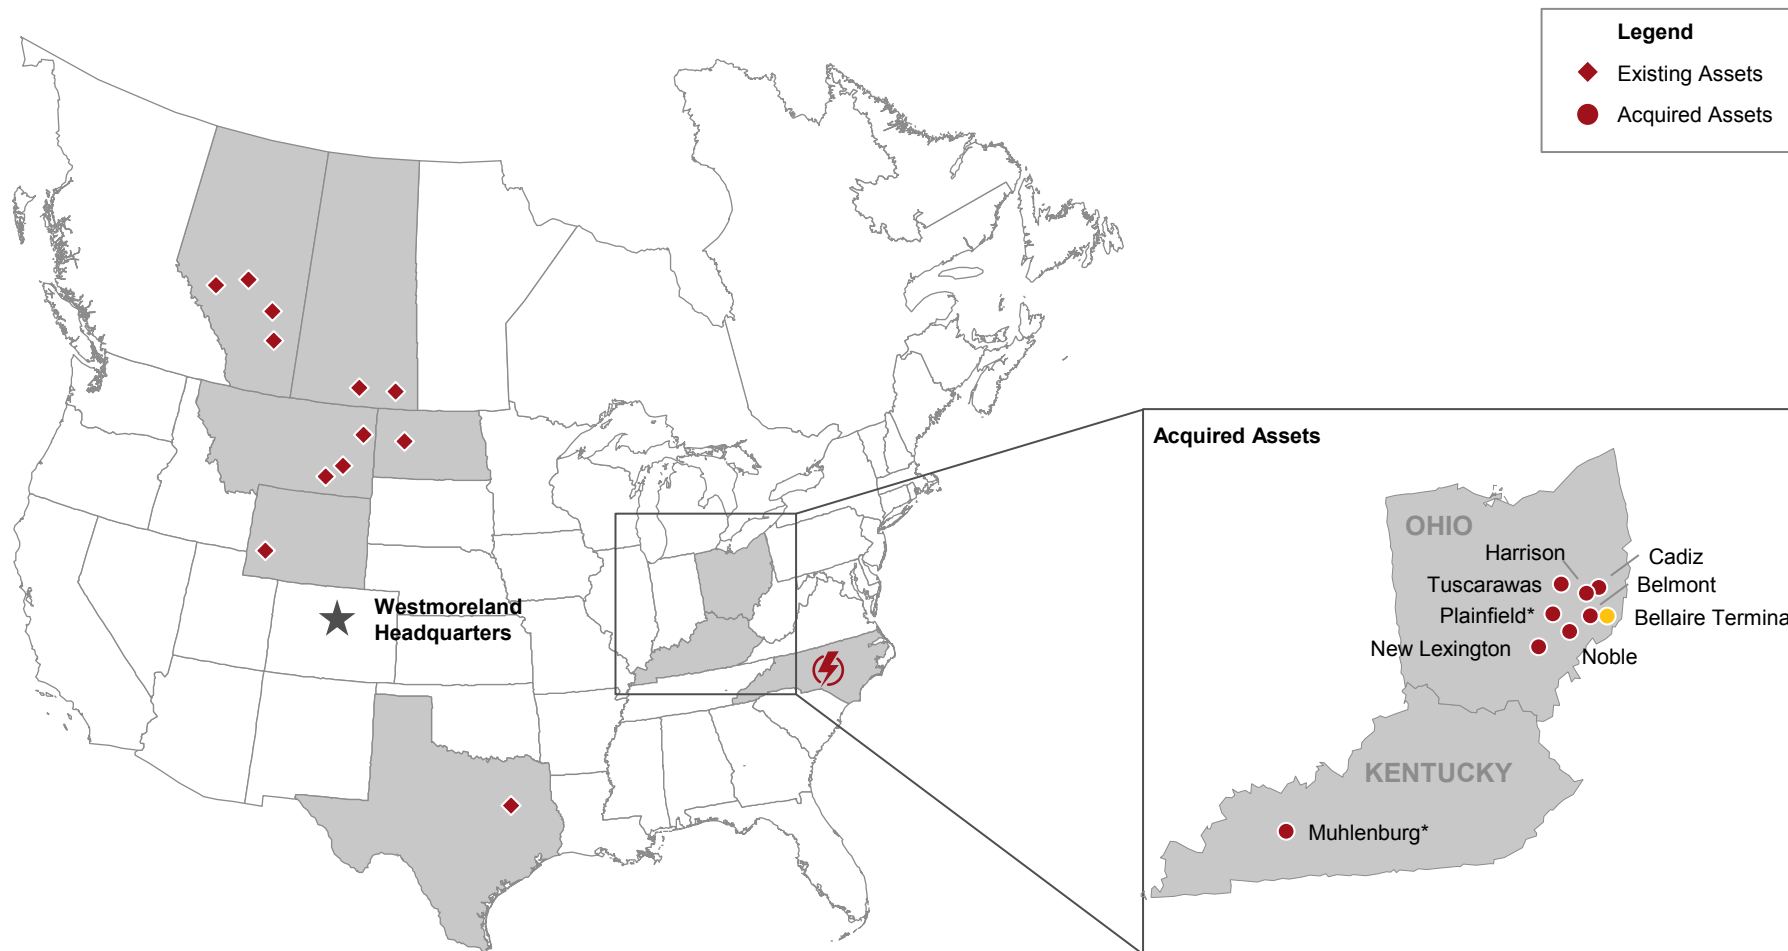 Legend
Existing Assets
Acquired Assets
Westmoreland
Headquarters
Acquired Assets
OHIO
Harrison
Cadiz
Tuscarawas
Belmont
Plainfield*
Bellaire Termina
New Lexington
Noble
KENTUCKY
Muhlenburg*